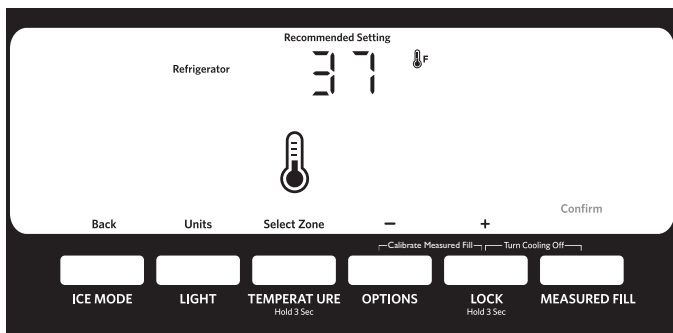 Recommended Setting
Refrigerator 37 F
Back Units Select Zone – + Confirm
Calibrate Measured Fill Turn Cooling Off
ICE MODE LIGHT TEMPERAT URE OPTIONS LOCK MEASURED FILL
Hold 3 Sec Hold 3 Sec